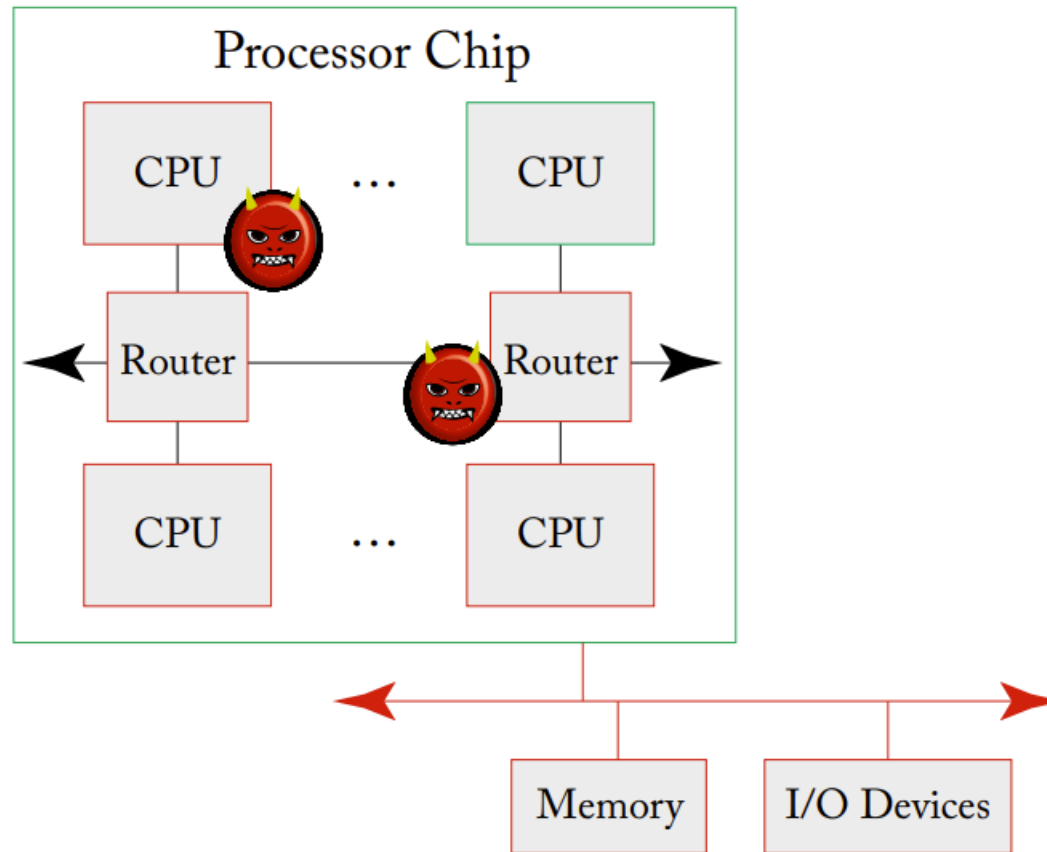 Processor Chip
CPU ... CPU
Router Router
CPU ... CPU
Memory I/O Devices